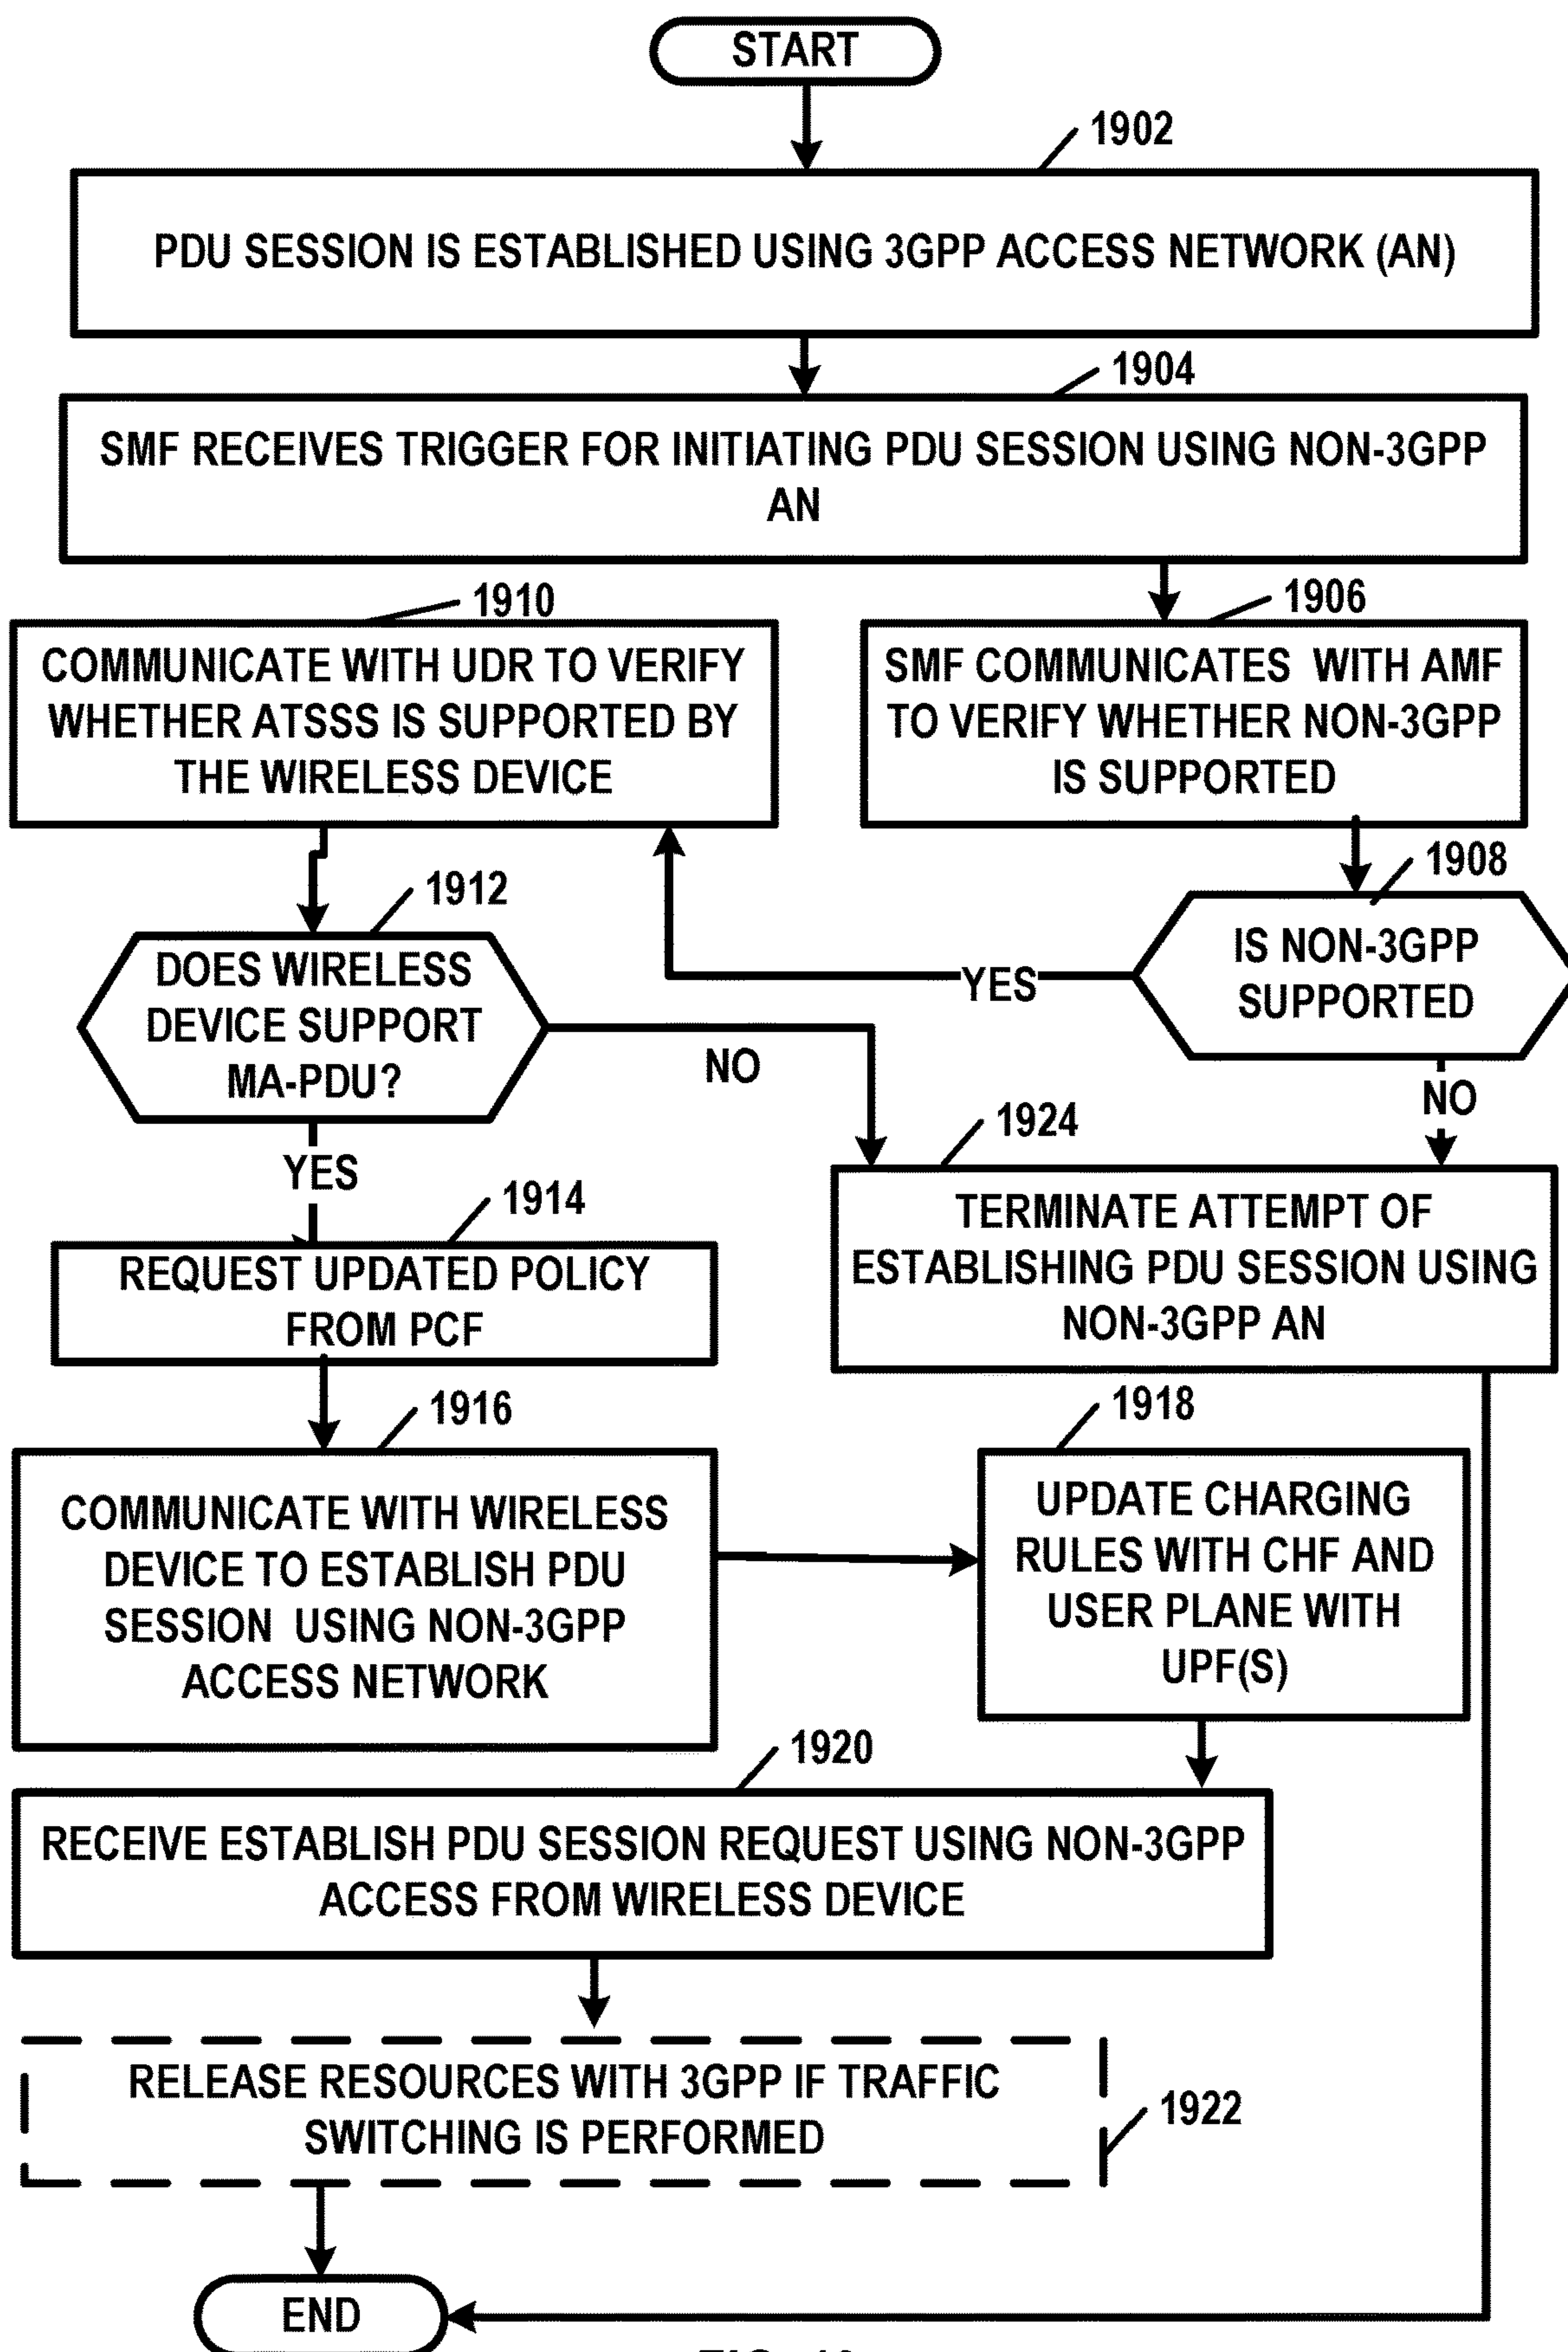 START
1902
PDU SESSION IS ESTABLISHED USING 3GPP ACCESS NETWORK (AN)
1904
SMF RECEIVES TRIGGER FOR INITIATING PDU SESSION USING NON-3GPP
AN
1910
COMMUNICATE WITH UDR TO VERIFY
WHETHER ATSSS IS SUPPORTED BY
THE WIRELESS DEVICE
1906
SMF COMMUNICATES WITH AMF
TO VERIFY WHETHER NON-3GPP
IS SUPPORTED
1908
IS NON-3GPP
SUPPORTED
YES
NO
1912
DOES WIRELESS
DEVICE SUPPORT
MA-PDU?
NO
YES
1924
TERMINATE ATTEMPT OF
ESTABLISHING PDU SESSION USING
NON-3GPP AN
1914
REQUEST UPDATED POLICY
FROM PCF
1916
COMMUNICATE WITH WIRELESS
DEVICE TO ESTABLISH PDU
SESSION USING NON-3GPP
ACCESS NETWORK
1918
UPDATE CHARGING
RULES WITH CHF AND
USER PLANE WITH
UPF(S)
1920
RECEIVE ESTABLISH PDU SESSION REQUEST USING NON-3GPP
ACCESS FROM WIRELESS DEVICE
RELEASE RESOURCES WITH 3GPP IF TRAFFIC
SWITCHING IS PERFORMED
1922
END